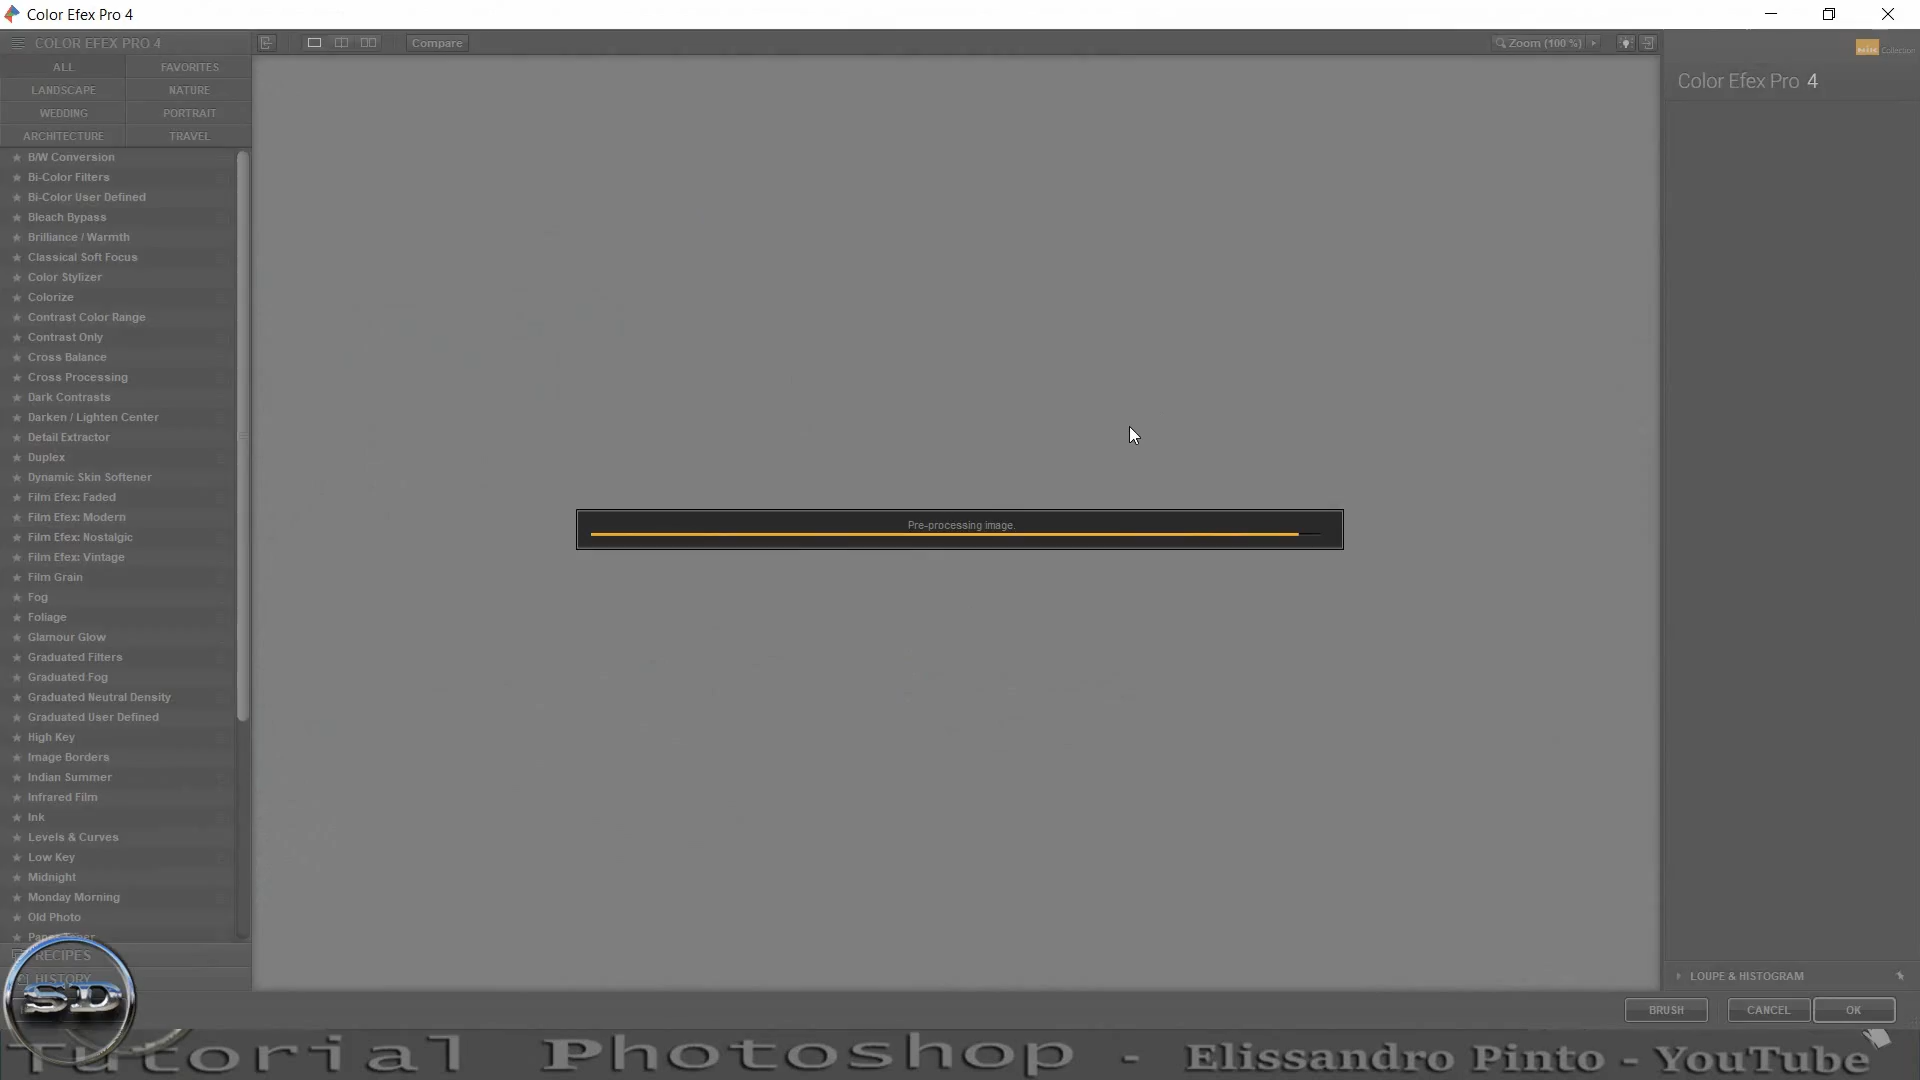 Color Efex Pro 4
COLOR EFEX PRO 4
Compare
Zoom (100 %)
Collection
ALL
FAVORITES
LANDSCAPE
NATURE
WEDDING
PORTRAIT
ARCHITECTURE
TRAVEL
Color Efex Pro 4
B/W Conversion
Bi-Color Filters
Bi-Color User Defined
Bleach Bypass
Brilliance / Warmth
Classical Soft Focus
Color Stylizer
Colorize
Contrast Color Range
Contrast Only
Cross Balance
Cross Processing
Dark Contrasts
Darken / Lighten Center
Detail Extractor
Duplex
Dynamic Skin Softener
Film Efex: Faded
Film Efex: Modern
Film Efex: Nostalgic
Film Efex: Vintage
Film Grain
Fog
Foliage
Glamour Glow
Graduated Filters
Graduated Fog
Graduated Neutral Density
Graduated User Defined
High Key
Image Borders
Indian Summer
Infrared Film
Ink
Levels & Curves
Low Key
Midnight
Monday Morning
Old Photo
RECIPES
HISTORY
Pre-processing image.
LOUPE & HISTOGRAM
BRUSH
CANCEL
OK
SD
Tutorial Photoshop - Elissandro Pinto - YouTube